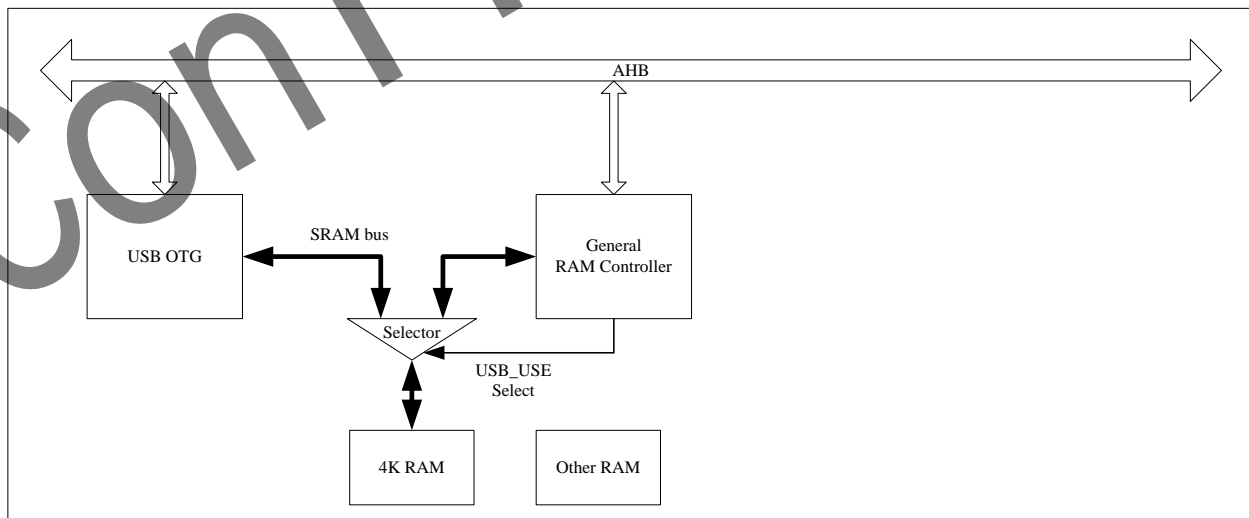 AHB
USB OTG
SRAM bus
General
RAM Controller
Selector
USB_USE
Select
4K RAM
Other RAM